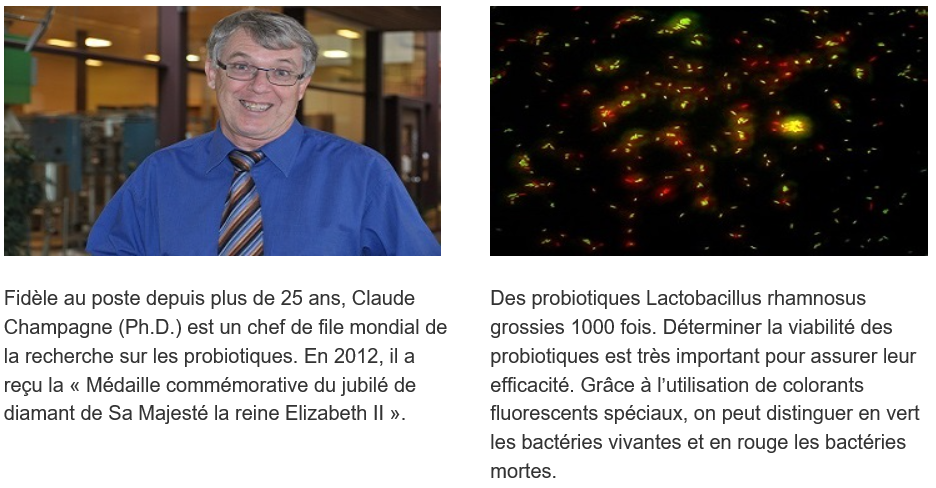 Fidèle au poste depuis plus de 25 ans, Claude
Champagne (Ph.D.) est un chef de file mondial de
la recherche sur les probiotiques. En 2012, il a
reçu la « Médaille commémorative du jubilé de
diamant de Sa Majesté la reine Elizabeth II ».
Des probiotiques Lactobacillus rhamnosus
grossies 1000 fois. Déterminer la viabilité des
probiotiques est très important pour assurer leur
efficacité. Grâce à l’utilisation de colorants
fluorescents spéciaux, on peut distinguer en vert
les bactéries vivantes et en rouge les bactéries
mortes.